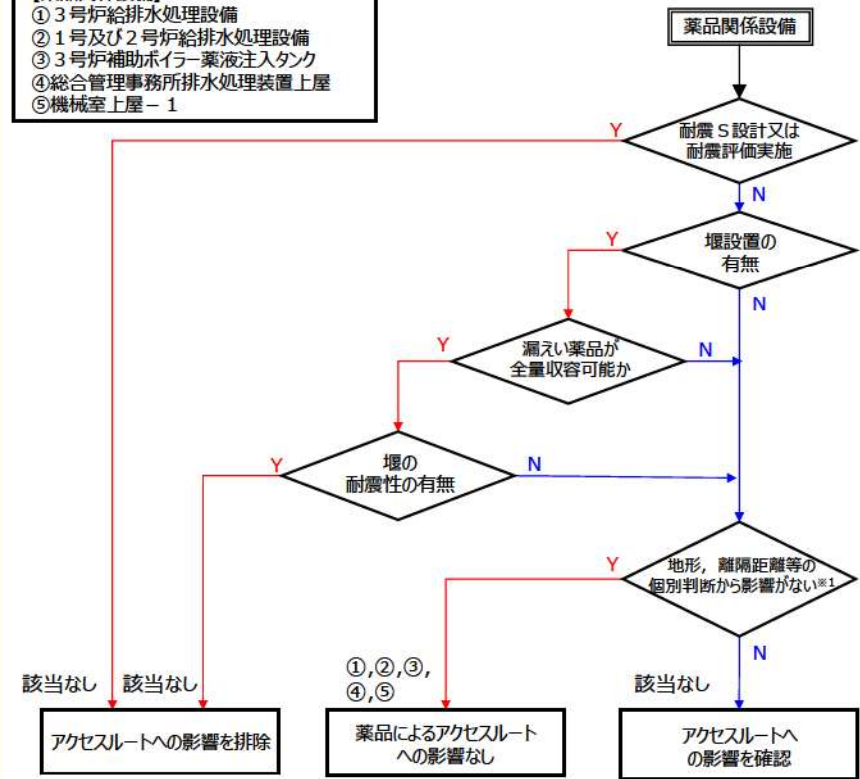 ①３号炉給排水処理設備
②１号及び２号炉給排水処理設備
③３号炉補助ボイラー薬液注入タンク
④総合管理事務所排水処理装置上屋
⑤機械室上屋－１
薬品関係設備
耐震Ｓ設計又は
耐震評価実施
Y
N
堰設置の
有無
Y
N
漏えい薬品が
全量収容可能か
Y
N
堰の
耐震性の有無
Y
N
地形，離隔距離等の
個別判断から影響がない※1
Y
N
該当なし
該当なし
①,②,③,
④,⑤
該当なし
アクセスルートへの影響を排除
薬品によるアクセスルート
への影響なし
アクセスルートへ
の影響を確認